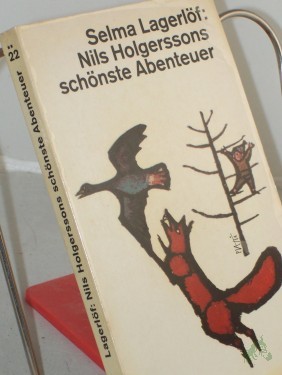 Selma Lagerlöf:
Nils Holgerssons
schönste Abenteuer
22
Lagerlöf: Nils Holgerssons schönste Abenteuer